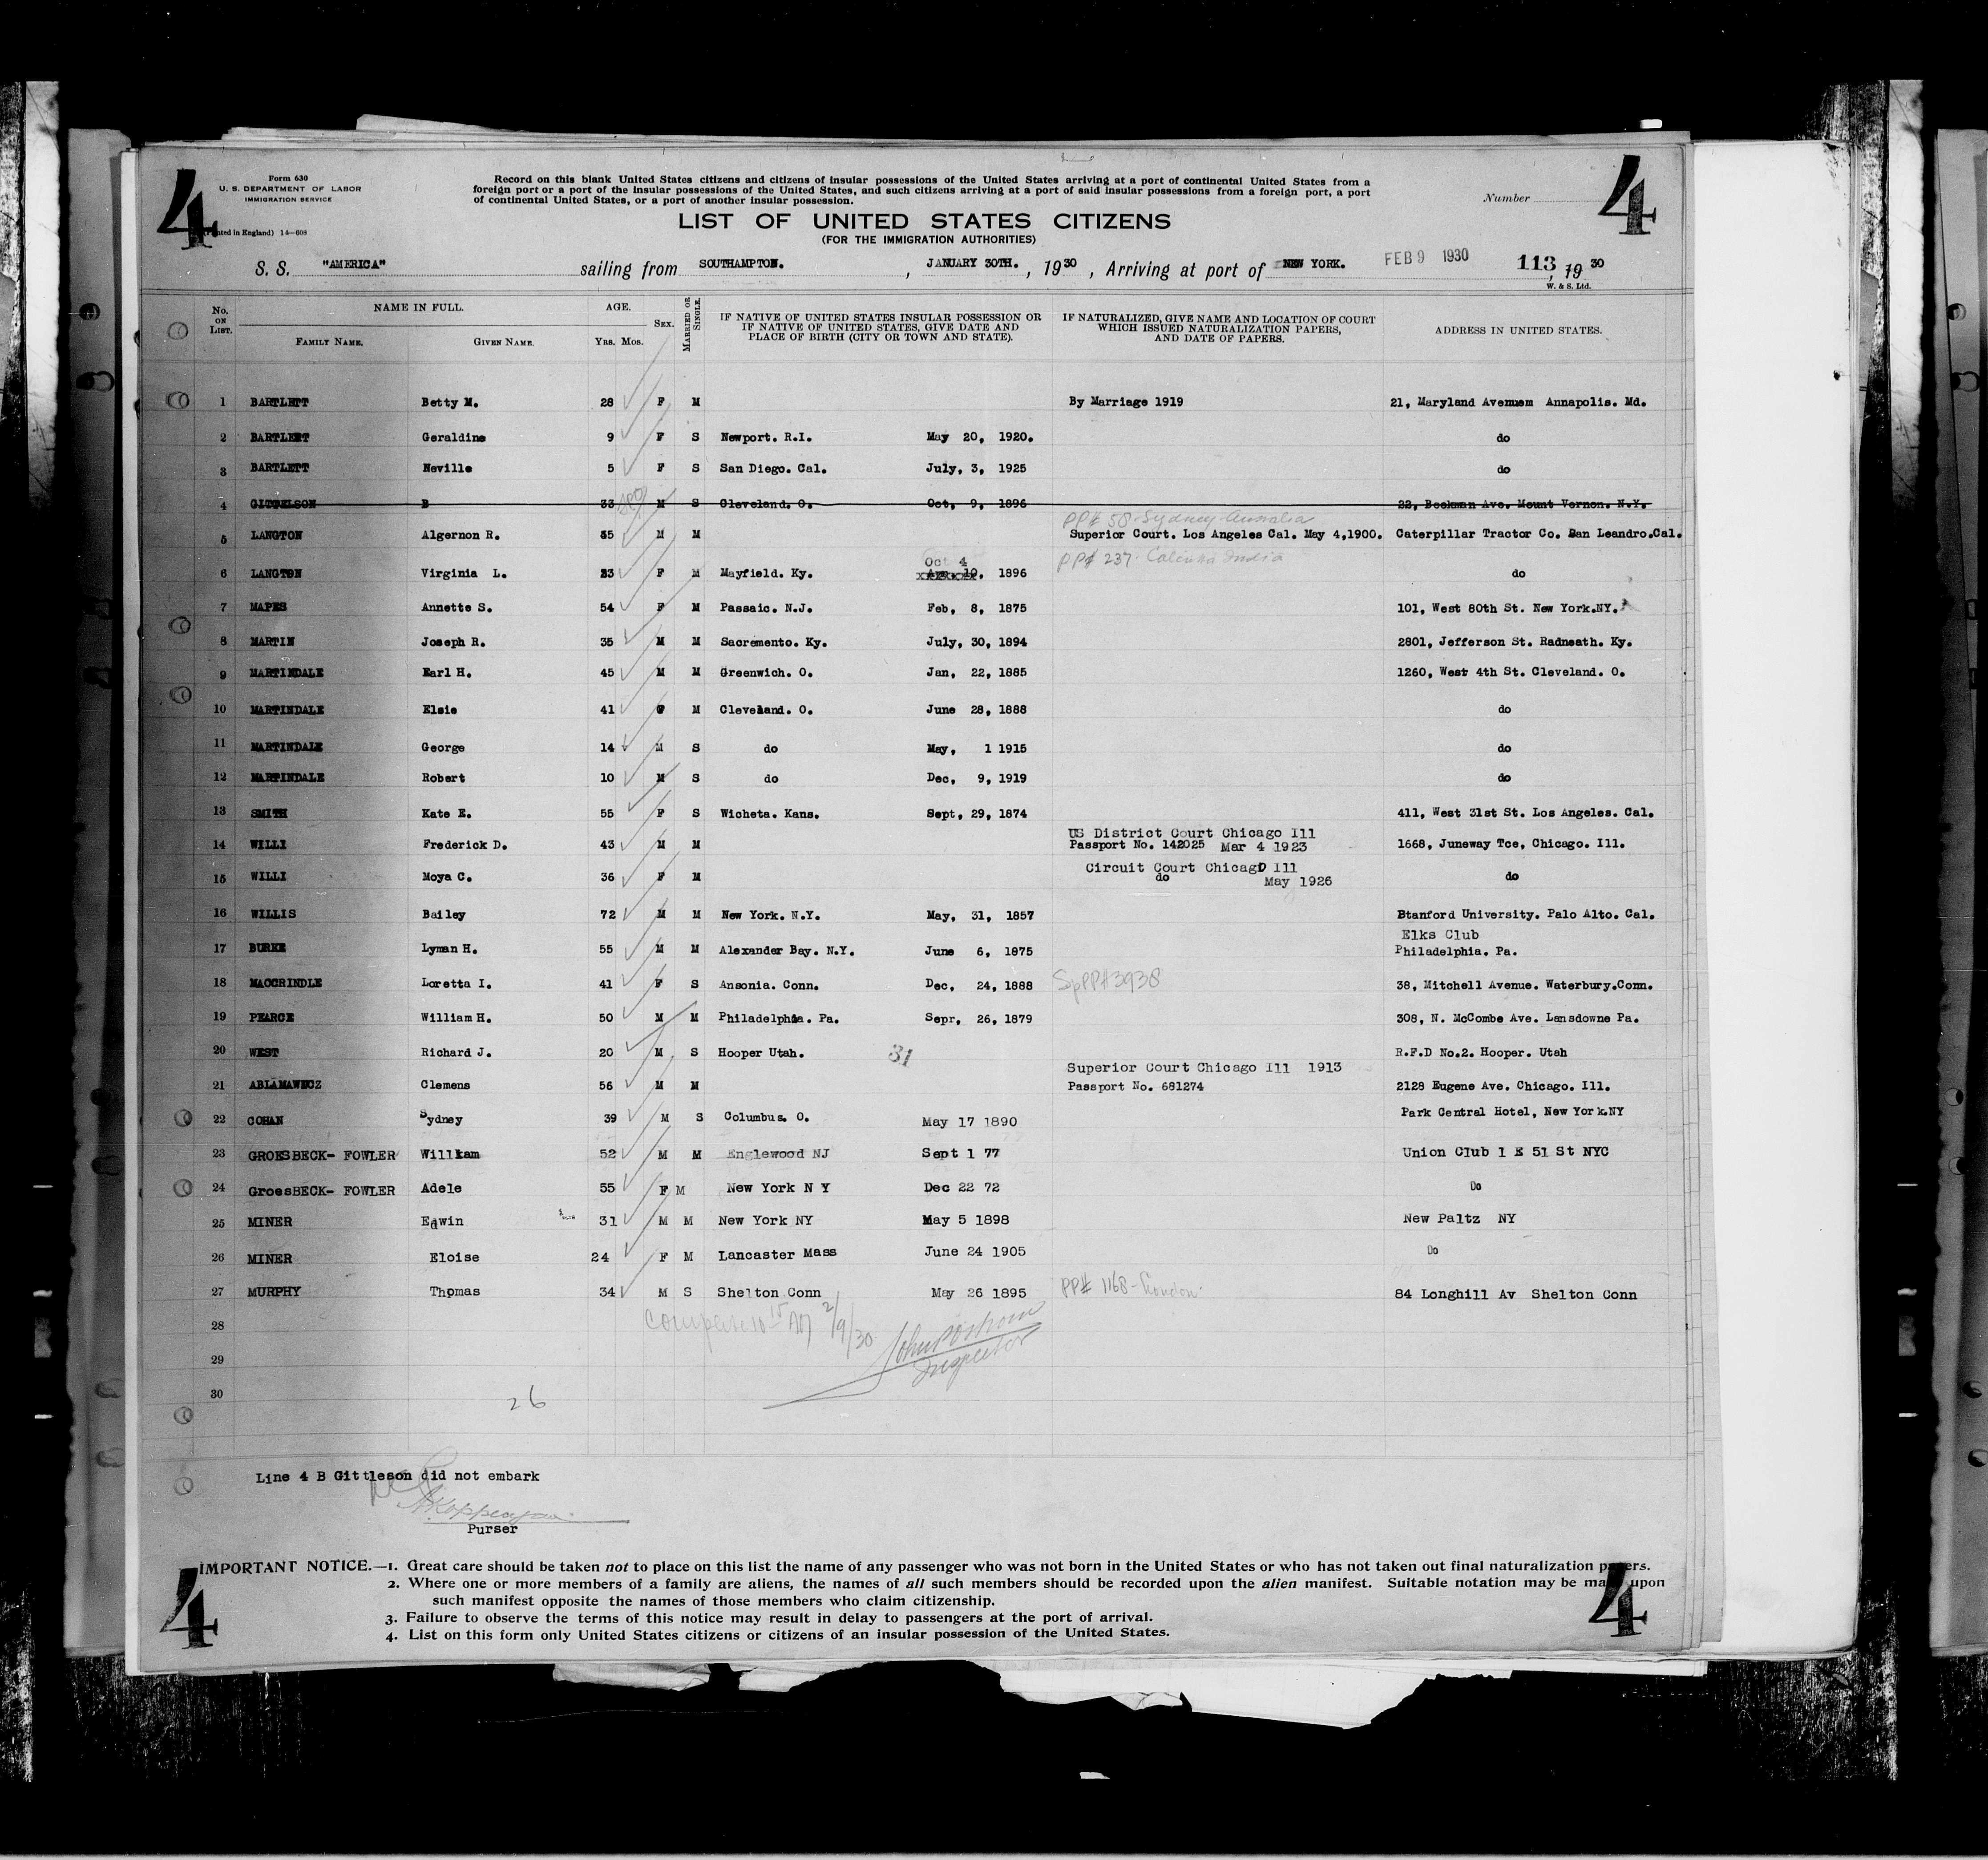 4
4
Form 630
U. S. DEPARTMENT OF LABOR
IMMIGRATION SERVICE
in England) 14—608
Record on this blank United States citizens and citizens of insular possessions of the United States arriving at a port of continental United States from a
foreign port or a port of the insular possessions of the United States, and such citizens arriving at a port of said insular possessions from a foreign port, a port
of continental United States, or a port of another insular possession.
Number
LIST OF UNITED STATES CITIZENS
(FOR THE IMMIGRATION AUTHORITIES)
S. S. "AMERICA" sailing from SOUTHAMPTON. , JANUARY 30TH. , 1930 , Arriving at port of NEW YORK. FEB 9 1930 113 , 1930
W. & S. Ltd.
No. ON LIST. NAME IN FULL. FAMILY NAME. GIVEN NAME. AGE. YRS. MOS. SEX. MARRIED OR SINGLE. IF NATIVE OF UNITED STATES INSULAR POSSESSION OR IF NATIVE OF UNITED STATES, GIVE DATE AND PLACE OF BIRTH (CITY OR TOWN AND STATE). IF NATURALIZED, GIVE NAME AND LOCATION OF COURT WHICH ISSUED NATURALIZATION PAPERS, AND DATE OF PAPERS. ADDRESS IN UNITED STATES.
1 BARTLETT Betty M. 28 F M By Marriage 1919 21, Maryland Avenuem Annapolis. Md.
2 BARTLETT Geraldine 9 F S Newport. R.I. May 20, 1920. do
3 BARTLETT Neville 5 F S San Diego. Cal. July, 3, 1925 do
4 GITTELSON B 33 M S Cleveland. O. Oct, 9, 1896 22, Beekman Ave. Mount Vernon. N.Y.
PP# 58-Sydney-Australia
5 LANGTON Algernon R. 55 M M Superior Court. Los Angeles Cal. May 4,1900. Caterpillar Tractor Co. San Leandro.Cal.
Oct 4 PP# 237 Calcutta India
6 LANGTON Virginia L. 33 F M Mayfield. Ky. 1896 do
7 MAPES Annette S. 54 F M Passaic. N.J. Feb, 8, 1875 101, West 80th St. New York.NY.
8 MARTIN Joseph R. 35 M M Sacremento. Ky. July, 30, 1894 2801, Jefferson St. Radneath. Ky.
9 MARTINDALE Earl H. 45 M M Greenwich. O. Jan, 22, 1885 1260, West 4th St. Cleveland. O.
10 MARTINDALE Elsie 41 F M Cleveland. O. June 28, 1888 do
11 MARTINDALE George 14 M S do May, 1 1915 do
12 MARTINDALE Robert 10 M S do Dec, 9, 1919 do
13 SMITH Kate E. 55 F S Wicheta. Kans. Sept, 29, 1874 411, West 31st St. Los Angeles. Cal.
US District Court Chicago Ill
14 WILLI Frederick D. 43 M M Passport No. 142025 Mar 4 1923 1668, Juneway Tce, Chicago. Ill.
Circuit Court Chicago Ill
15 WILLI Moya C. 36 F M do May 1926 do
16 WILLIS Bailey 72 M M New York. N.Y. May, 31, 1857 Btanford University. Palo Alto. Cal.
Elks Club
17 BURKE Lyman H. 55 M M Alexander Bay. N.Y. June 6, 1875 Philadelphia. Pa.
18 MACCRINDLE Loretta I. 41 F S Ansonia. Conn. Dec, 24, 1888 SpPP#3938 38, Mitchell Avenue. Waterbury.Conn.
19 PEARCE William H. 50 M M Philadelphia. Pa. Sepr, 26, 1879 308, N. McCombe Ave. Lansdowne Pa.
20 WEST Richard J. 20 M S Hooper Utah. 31 R.F.D No.2. Hooper. Utah
Superior Court Chicago Ill 1913
21 ABLAMAWECZ Clemens 56 M M Passport No. 681274 2128 Eugene Ave. Chicago. Ill.
22 COHAN Sydney 39 M S Columbus. O. May 17 1890 Park Central Hotel, New York.NY
23 GROESBECK- FOWLER William 52 M M Englewood NJ Sept 1 77 Union Club 1 E 51 St NYC
24 GroesBECK- FOWLER Adele 55 F M New York N Y Dec 22 72 Do
25 MINER Edwin 31 M M New York NY May 5 1898 New Paltz NY
26 MINER Eloise 24 F M Lancaster Mass June 24 1905 Do
27 MURPHY Thomas 34 M S Shelton Conn May 26 1895 PP# 1168-London 84 Longhill Av Shelton Conn
28
29 Inspector
30
26
Line 4 B Gittleson did not embark
Purser
IMPORTANT NOTICE.—1. Great care should be taken not to place on this list the name of any passenger who was not born in the United States or who has not taken out final naturalization papers.
2. Where one or more members of a family are aliens, the names of all such members should be recorded upon the alien manifest. Suitable notation may be made upon
such manifest opposite the names of those members who claim citizenship.
3. Failure to observe the terms of this notice may result in delay to passengers at the port of arrival.
4. List on this form only United States citizens or citizens of an insular possession of the United States.
4
4